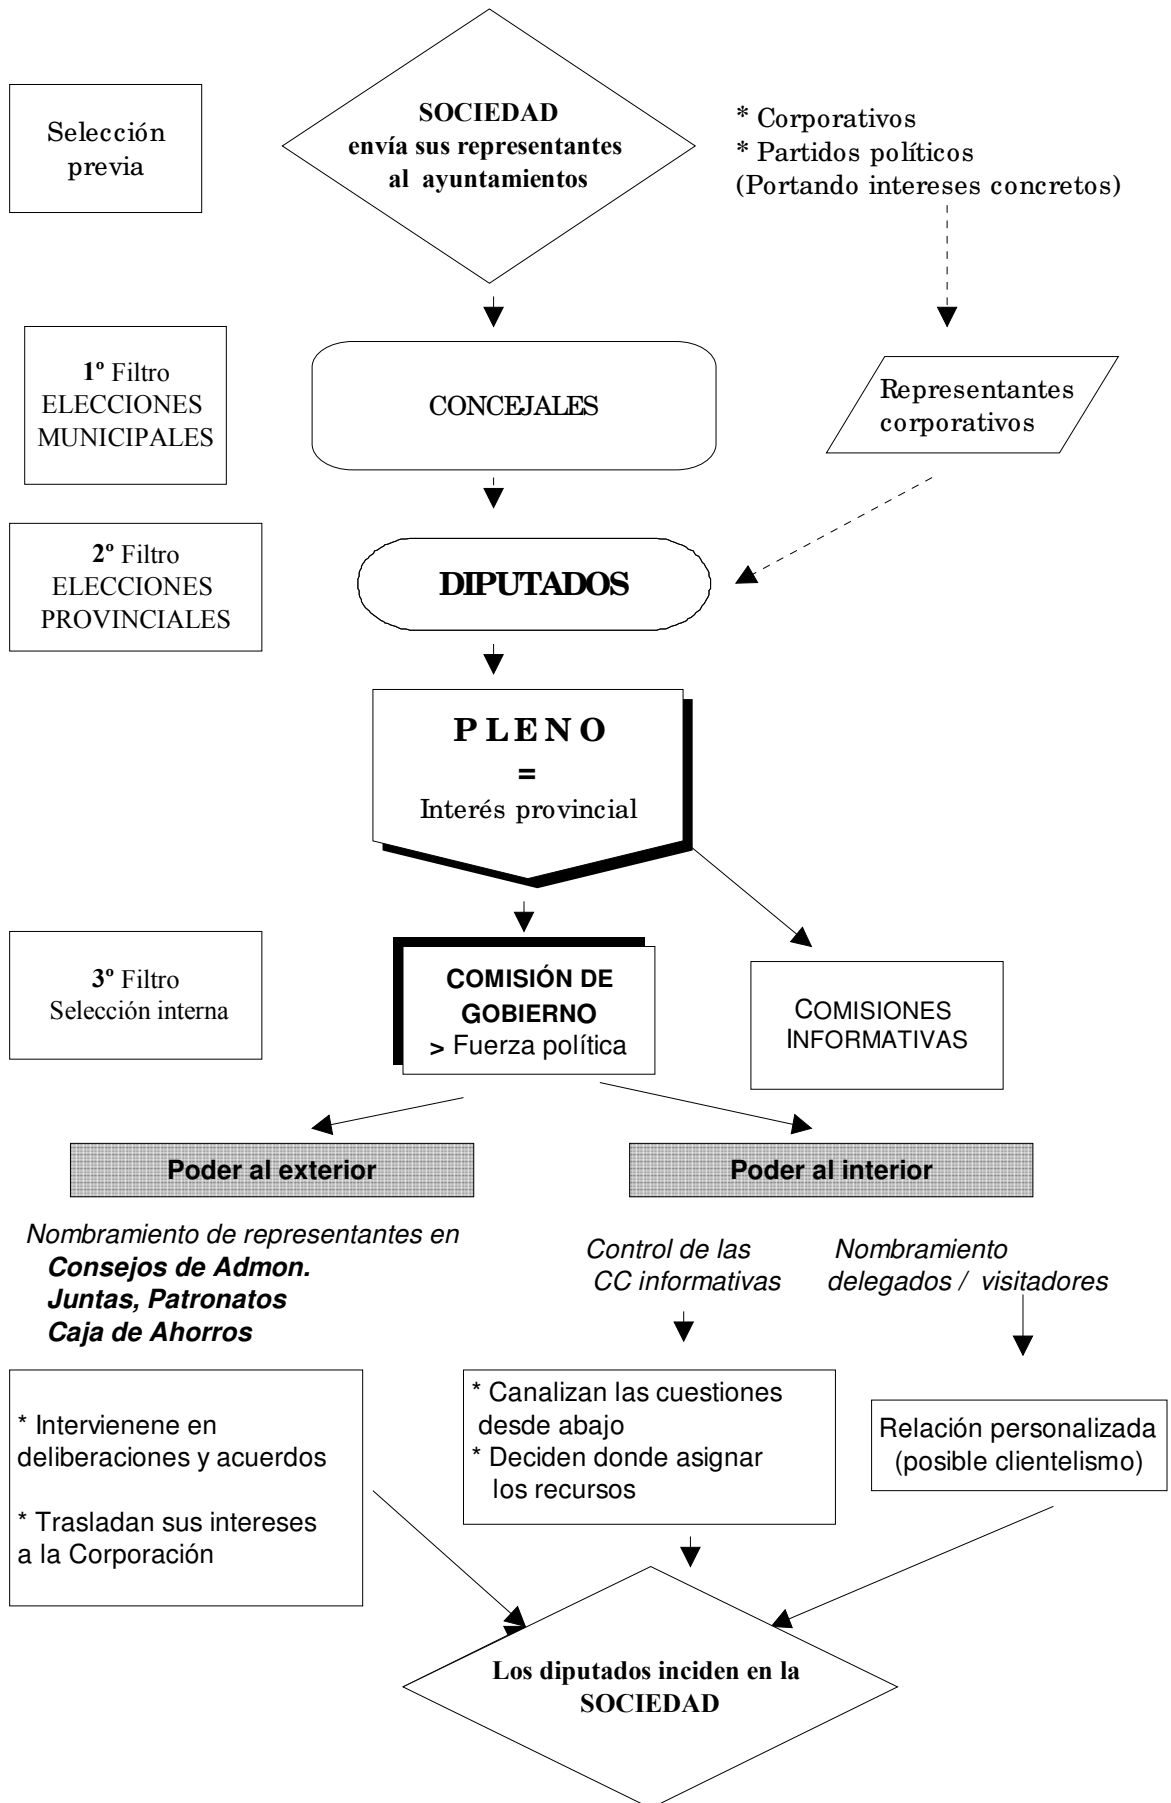 Selección
previa
SOCIEDAD
envía sus representantes
al ayuntamientos
* Corporativos
* Partidos políticos
(Portando intereses concretos)
1º Filtro
ELECCIONES
MUNICIPALES
CONCEJALES
Representantes
corporativos
2º Filtro
ELECCIONES
PROVINCIALES
DIPUTADOS
PLENO
=
Interés provincial
3º Filtro
Selección interna
COMISIÓN DE
GOBIERNO
> Fuerza política
COMISIONES
INFORMATIVAS
Poder al exterior
Poder al interior
Nombramiento de representantes en
Consejos de Admon.
Juntas, Patronatos
Caja de Ahorros
Control de las
CC informativas
Nombramiento
delegados / visitadores
* Intervienene en
deliberaciones y acuerdos
* Trasladan sus intereses
a la Corporación
* Canalizan las cuestiones
desde abajo
* Deciden donde asignar
los recursos
Relación personalizada
(posible clientelismo)
Los diputados inciden en la
SOCIEDAD